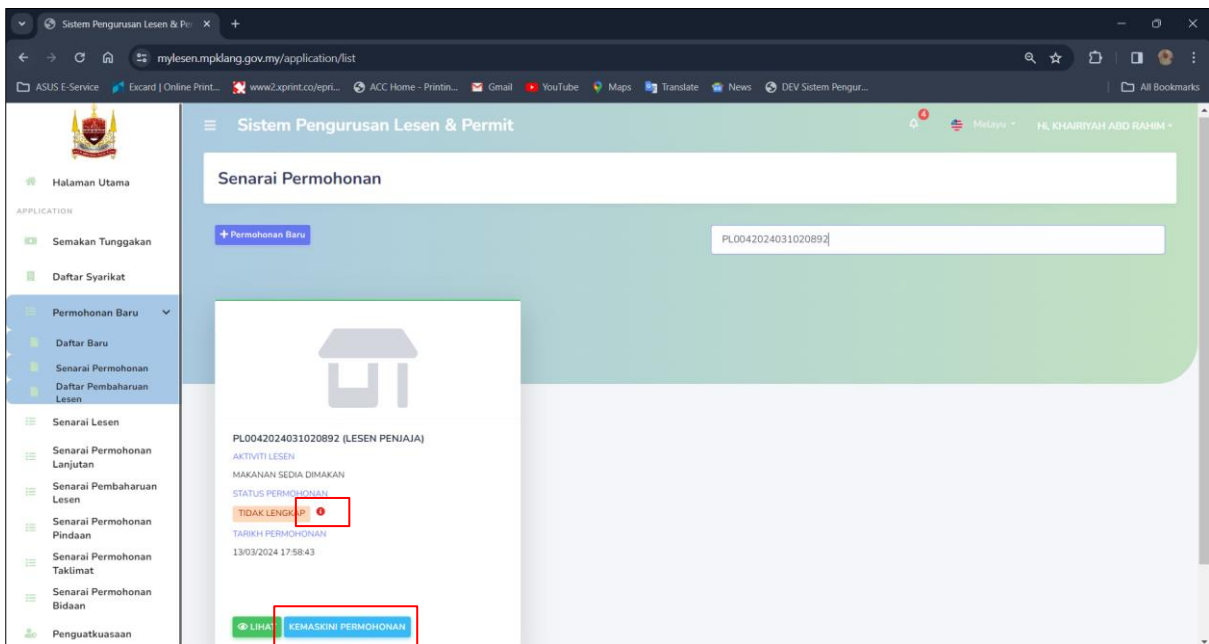 Sistem Pengurusan Lesen & Pe
mylesen.mpklang.gov.my/application/list
ASUS E-Service
Excard | Online Print...
www2.xprint.co/epri...
ACC Home - Printin...
Gmail
YouTube
Maps
Translate
News
DEV Sistem Pengur...
All Bookmarks
Sistem Pengurusan Lesen & Permit
4
Melayu
HI, KHAIRIYAH ABD RAHIM
Halaman Utama
APPLICATION
Semakan Tunggakan
Daftar Syarikat
Permohonan Baru
Daftar Baru
Senarai Permohonan
Daftar Pembaharuan
Lesen
Senarai Lesen
Senarai Permohonan
Lanjutan
Senarai Pembaharuan
Lesen
Senarai Permohonan
Pindaan
Senarai Permohonan
Taklimat
Senarai Permohonan
Bidaan
Penguatkuasaan
Senarai Permohonan
+ Permohonan Baru
PL0042024031020892
PL0042024031020892 (LESEN PENJAJA)
AKTIVITI LESEN
MAKANAN SEDIA DIMAKAN
STATUS PERMOHONAN
TIDAK LENGKAP
TARIKH PERMOHONAN
13/03/2024 17:58:43
LIHAT
KEMASKINI PERMOHONAN